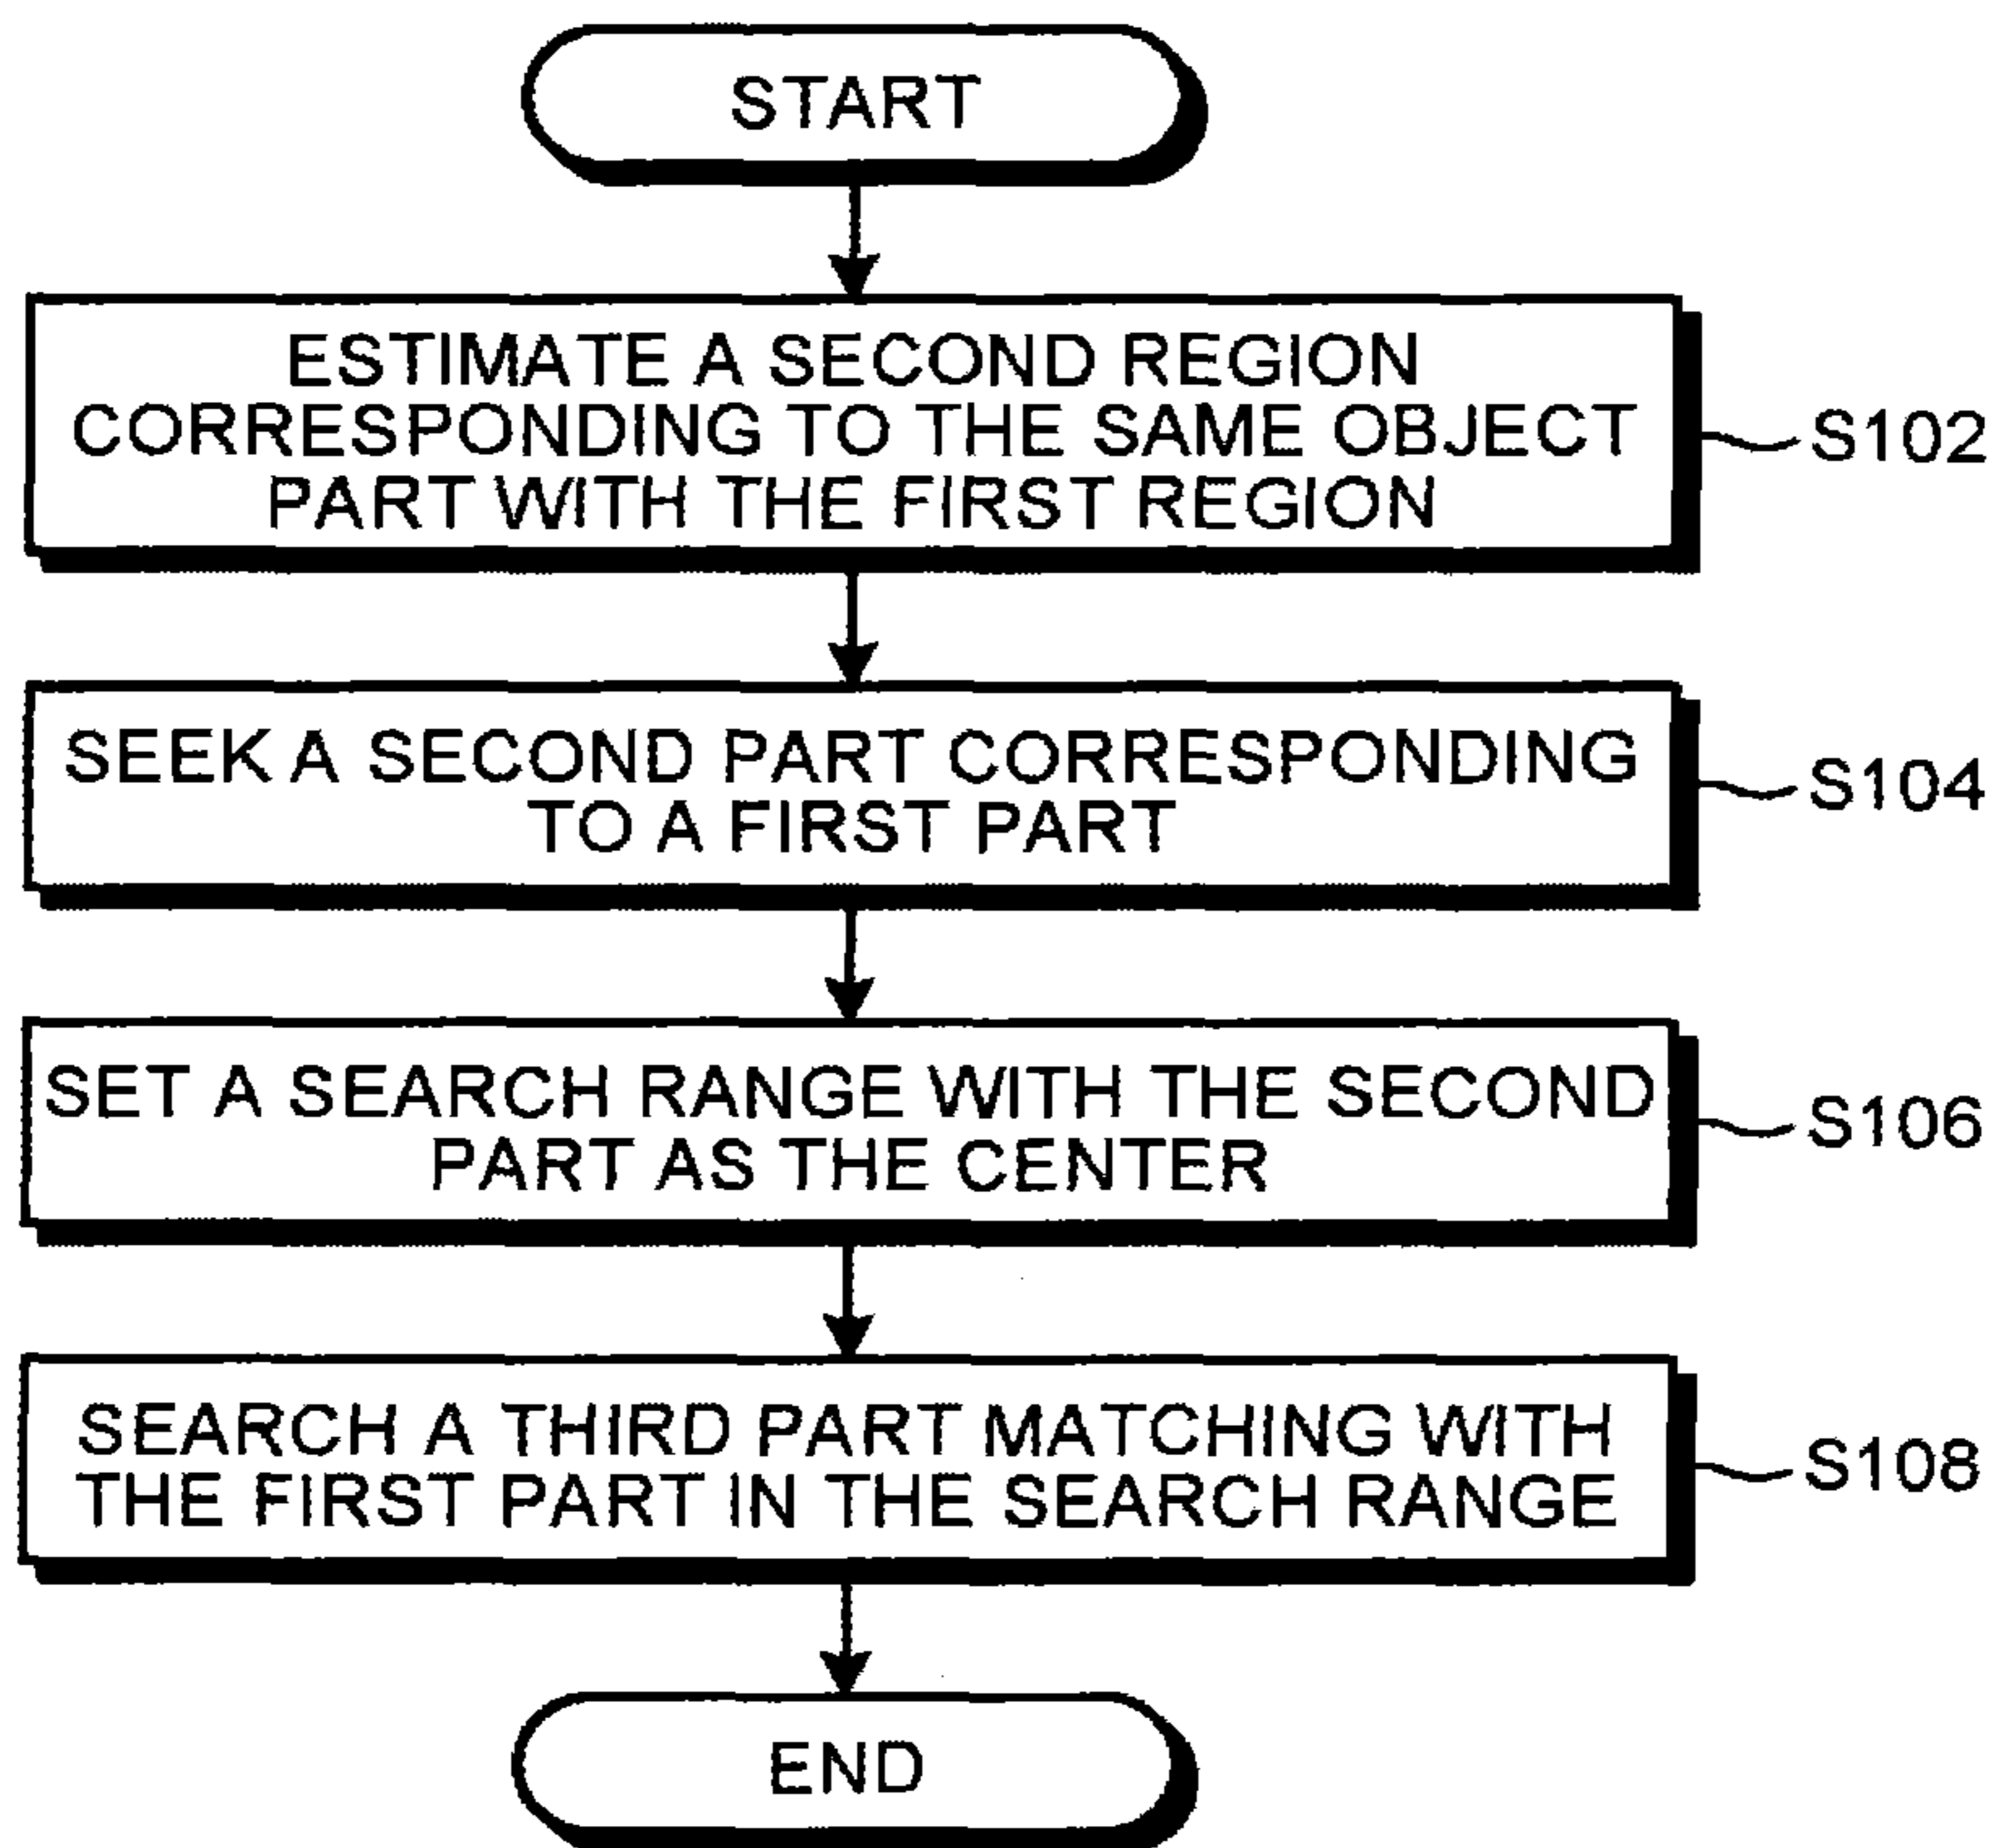 START
ESTIMATE A SECOND REGION
CORRESPONDING TO THE SAME OBJECT
PART WITH THE FIRST REGION
S102
SEEK A SECOND PART CORRESPONDING
TO A FIRST PART
S104
SET A SEARCH RANGE WITH THE SECOND
PART AS THE CENTER
S106
SEARCH A THIRD PART MATCHING WITH
THE FIRST PART IN THE SEARCH RANGE
S108
END